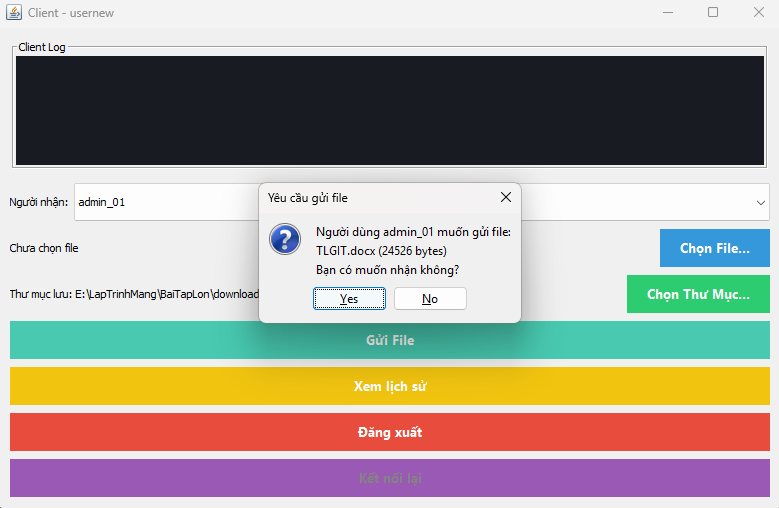 Client - usernew
Client Log
Người nhận: admin_01
Yêu cầu gửi file
Người dùng admin_01 muốn gửi file:
TLGIT.docx (24526 bytes)
Bạn có muốn nhận không?
Yes No
Chưa chọn file
Chọn File...
Thư mục lưu: E:\LapTrinhMang\BaiTapLon\download
Chọn Thư Mục...
Gửi File
Xem lịch sử
Đăng xuất
Kết nối lại